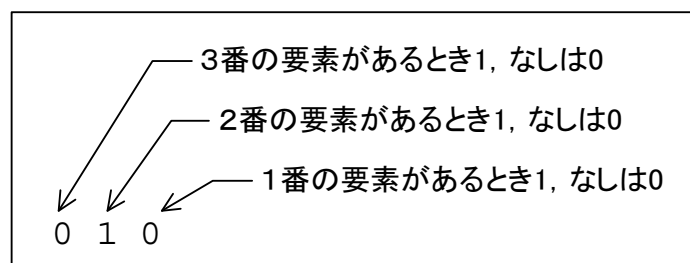 ３番の要素があるとき1, なしは0
２番の要素があるとき1, なしは0
１番の要素があるとき1, なしは0
0 1 0